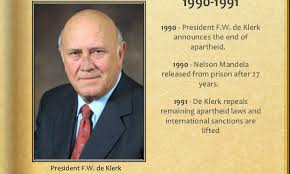 1990-1991
1990 - President F.W. de Klerk
announces the end of
apartheid.
1990 - Nelson Mandela
released from prison after 27
years.
1991 - De Klerk repeals
remaining apartheid laws and
international sanctions are
lifted
President F.W. de Klerk